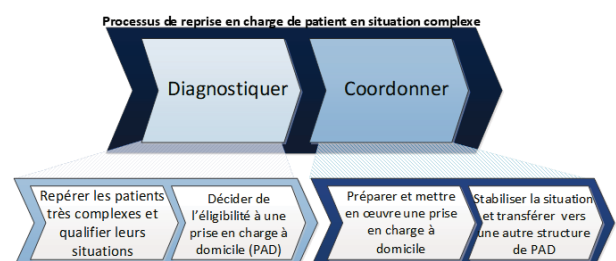 Processus de reprise en charge de patient en situation complexe
Diagnostiquer
Coordonner
Repérer les patients
très complexes et
qualifier leurs
situations
Décider de
l'éligibilité à une
prise en charge à
domicile (PAD)
Préparer et mettre
en œuvre une prise
en charge à
domicile
Stabiliser la situation
et transférer vers
une autre structure
de PAD